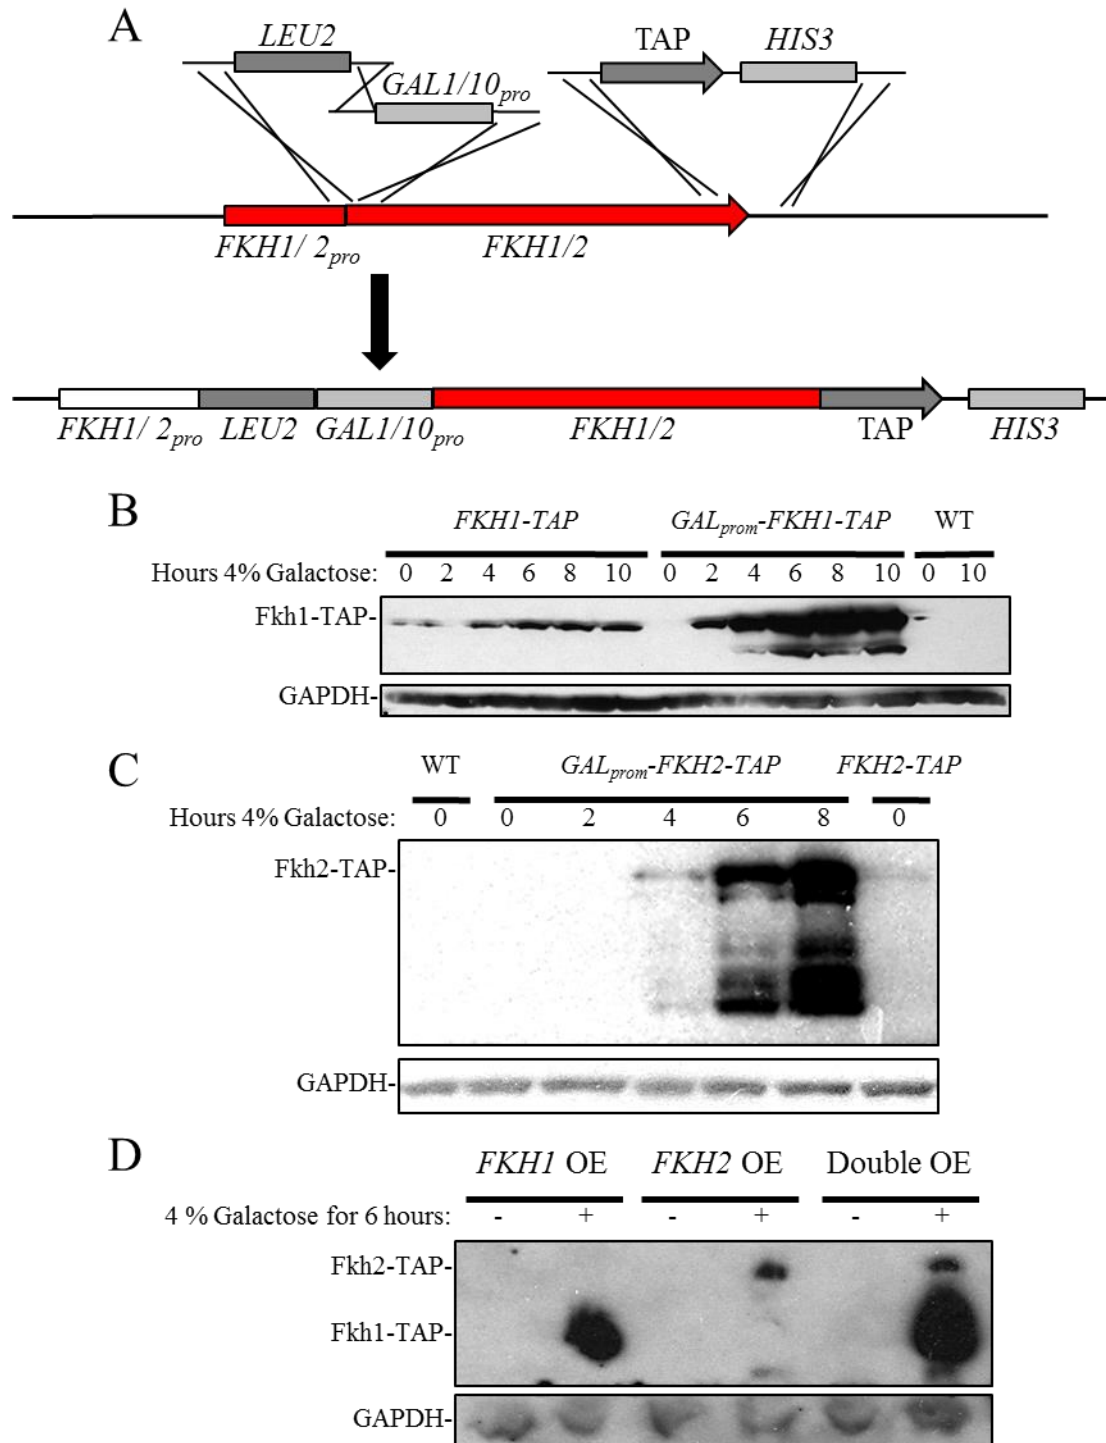 A
LEU2
TAP
HIS3
GAL1/10pro
FKH1/ 2pro
FKH1/2
FKH1/ 2pro
LEU2
GAL1/10pro
FKH1/2
TAP
HIS3
B
FKH1-TAP
GALprom-FKH1-TAP
WT
Hours 4% Galactose: 0 2 4 6 8 10 0 2 4 6 8 10 0 10
Fkh1-TAP-
GAPDH-
C
WT
GALprom-FKH2-TAP
FKH2-TAP
Hours 4% Galactose: 0 0 2 4 6 8 0
Fkh2-TAP-
GAPDH-
D
FKH1 OE
FKH2 OE
Double OE
4 % Galactose for 6 hours: - + - + - +
Fkh2-TAP-
Fkh1-TAP-
GAPDH-